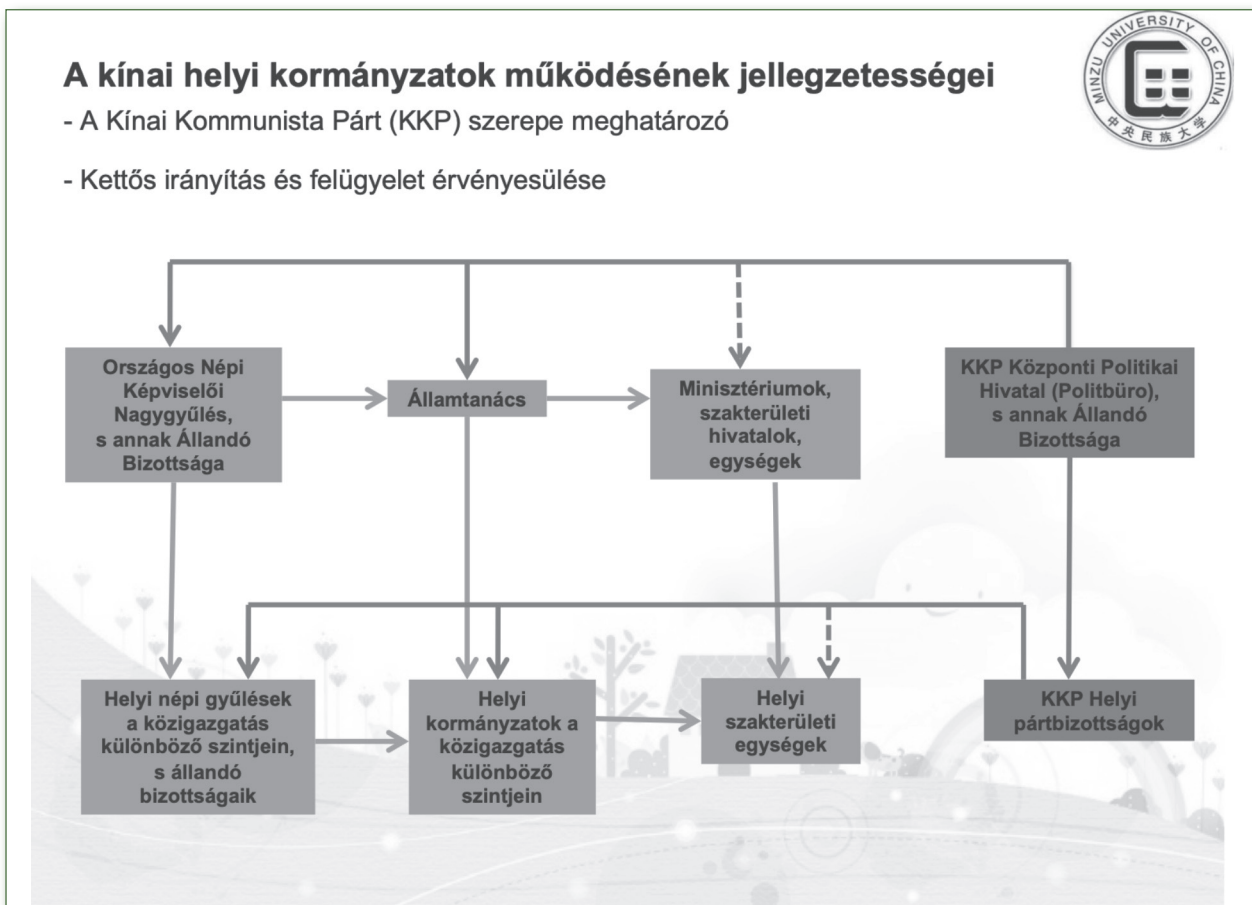 A kínai helyi kormányzatok működésének jellegzetességei
- A Kínai Kommunista Párt (KKP) szerepe meghatározó
- Kettős irányítás és felügyelet érvényesülése
MINZU UNIVERSITY OF CHINA
中央民族大学
Országos Népi
Képviselői
Nagygyűlés,
s annak Állandó
Bizottsága
Államtanács
Minisztériumok,
szakterületi
hivatalok,
egységek
KKP Központi Politikai
Hivatal (Politbüro),
s annak Állandó
Bizottsága
Helyi népi gyűlések
a közigazgatás
különböző szintjein,
s állandó
bizottságaik
Helyi
kormányzatok a
közigazgatás
különböző
szintjein
Helyi
szakterületi
egységek
KKP Helyi
pártbizottságok